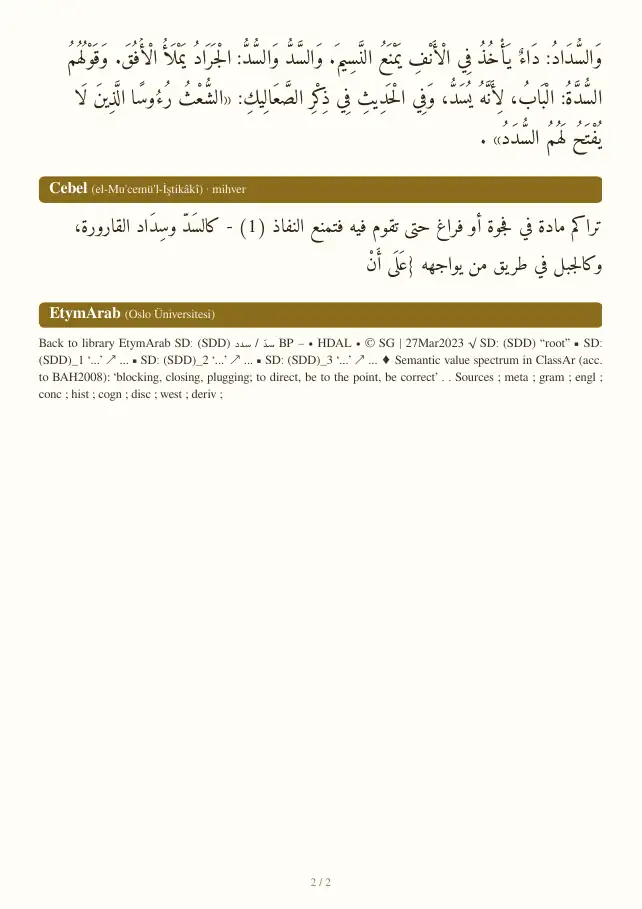 وَالسُّدَادُ: دَاءٌ يَأْخُذُ فِي الْأَنْفِ يَمْنَعُ النَّسِيمَ. وَالسَّدُّ وَالسُّدُّ: الْجَرَادُ يَمْلَأُ الْأُفُقَ. وَقَوْلُهُمُ
السُّدَّةُ: الْبَابُ، لِأَنَّهُ يُسَدُّ، وَفِي الْحَدِيثِ فِي ذِكْرِ الصَّعَالِيكِ: «الشُّعْثُ رُءُوسًا الَّذِينَ لَا
يُفْتَحُ لَهُمُ السُّدَدُ» .
Cebel (el-Mu'cemü'l-İştikâkî) · mihver
تراكم مادة في فجوة أو فراغ حتى تقوم فيه فتمنع النفاذ (1) - كالسَدّ وسِدَاد القارورة،
وكالجبل في طريق من يواجهه {عَلَى أَنْ
EtymArab (Oslo Üniversitesi)
Back to library EtymArab SD: (SDD) سدّ / سدد BP – • HDAL • © SG | 27Mar2023 √ SD: (SDD) “root” ▪ SD:
(SDD)_1 ‘...’ ↗ ... ▪ SD: (SDD)_2 ‘...’ ↗ ... ▪ SD: (SDD)_3 ‘...’ ↗ ... ♦ Semantic value spectrum in ClassAr (acc.
to BAH2008): ‘blocking, closing, plugging; to direct, be to the point, be correct’ . . Sources ; meta ; gram ; engl ;
conc ; hist ; cogn ; disc ; west ; deriv ;
2 / 2